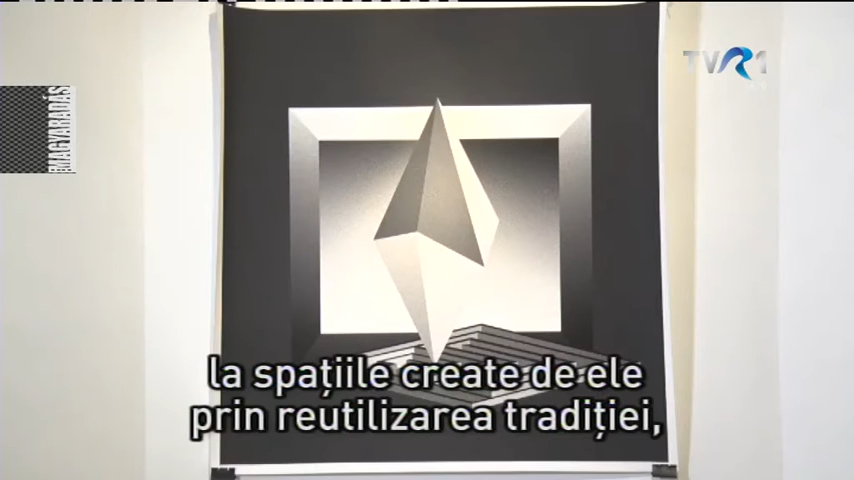 TVR1
MAGYARADÁS
la spațiile create de ele
prin reutilizarea tradiției,